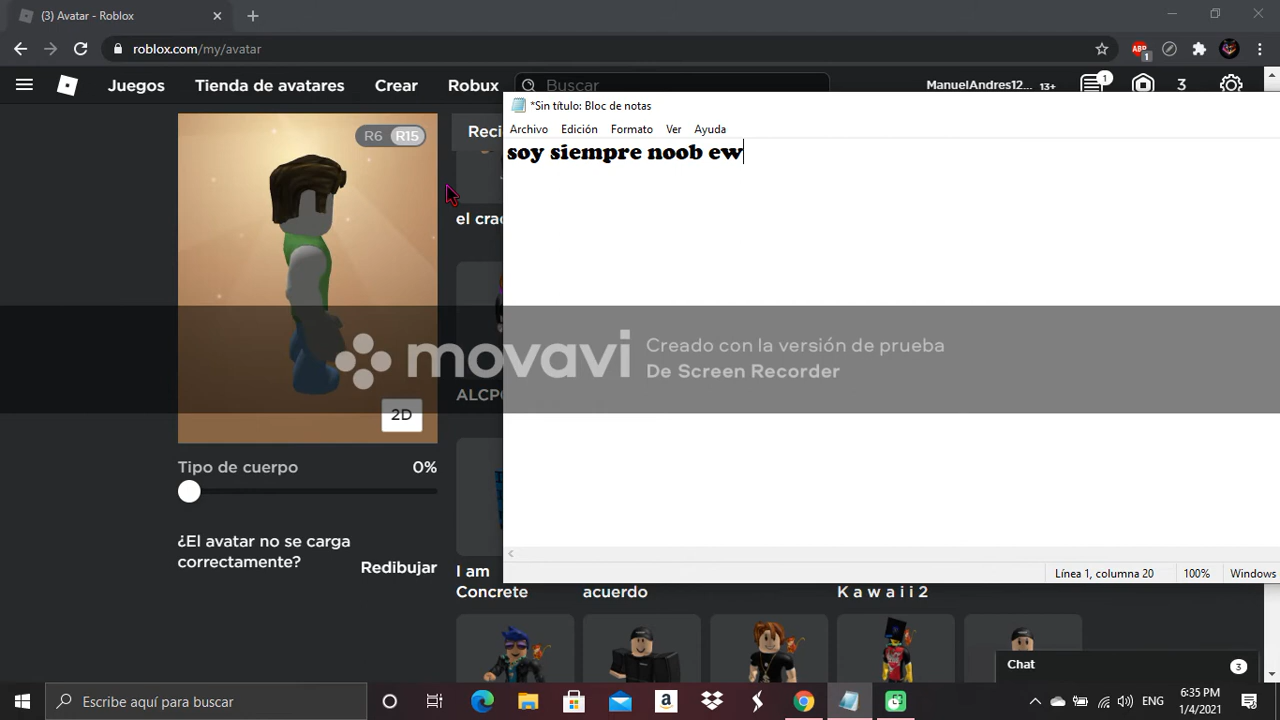 (3) Avatar - Roblox
roblox.com/my/avatar
ABP
1
Juegos
Tienda de avatares
Crear
Robux
Buscar
ManuelAndres12...
13+
1
3
R6
R15
Reci
el crac
*Sin título: Bloc de notas
Archivo
Edición
Formato
Ver
Ayuda
soy siempre noob ew
movavi
Creado con la versión de prueba
De Screen Recorder
2D
Tipo de cuerpo
0%
¿El avatar no se carga
correctamente?
Redibujar
Línea 1, columna 20
100%
Windows
I am
Concrete
acuerdo
K a w a i i 2
Chat
3
Escribe aquí para buscar
ENG
6:35 PM
1/4/2021